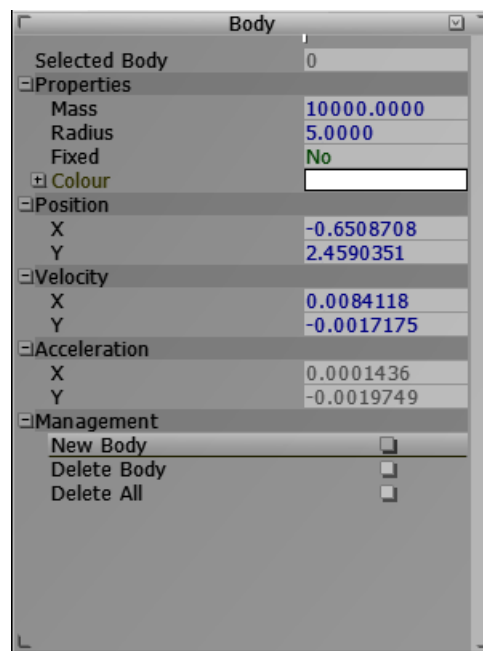 Body
Selected Body 0
Properties
Mass 10000.0000
Radius 5.0000
Fixed No
Colour
Position
X -0.6508708
Y 2.4590351
Velocity
X 0.0084118
Y -0.0017175
Acceleration
X 0.0001436
Y -0.0019749
Management
New Body
Delete Body
Delete All